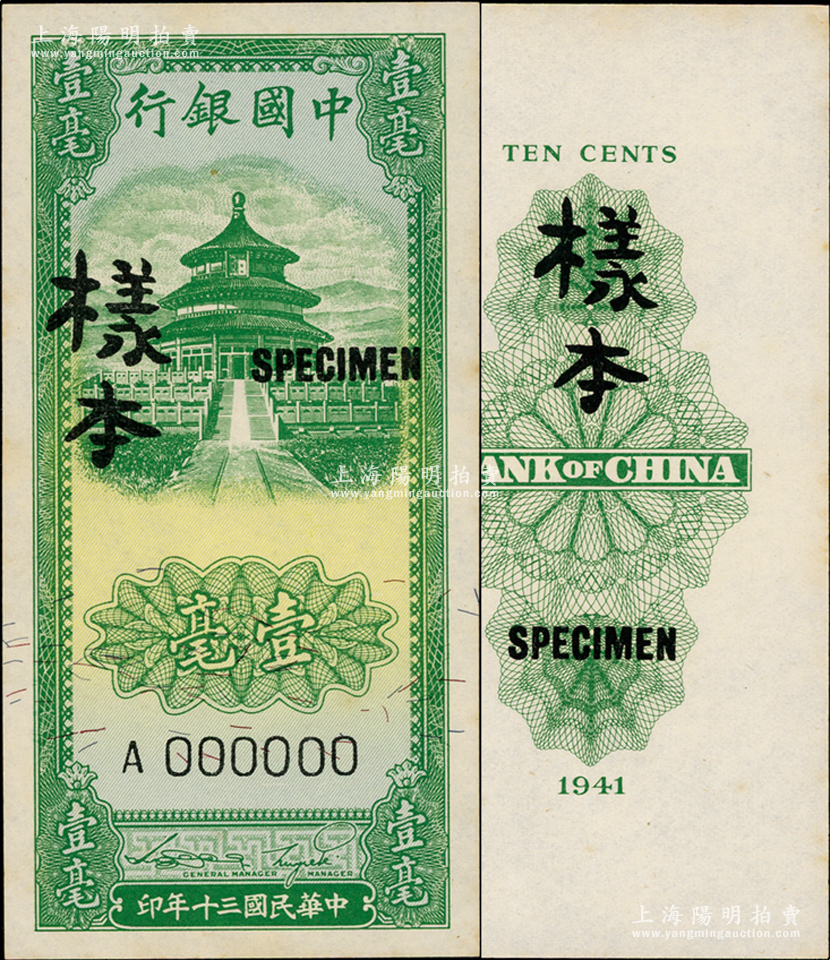 上海陽明拍賣
www.yangmingauction.com
壹毫
壹毫
行銀國中
樣本
SPECIMEN
上海陽明拍賣
www.yangmingauction.com
毫壹
A 000000
壹毫
壹毫
GENERAL MANAGER
MANAGER
印年十三國民華中
TEN CENTS
樣本
ANK OF CHINA
SPECIMEN
1941
上海陽明拍賣
www.yangmingauction.com